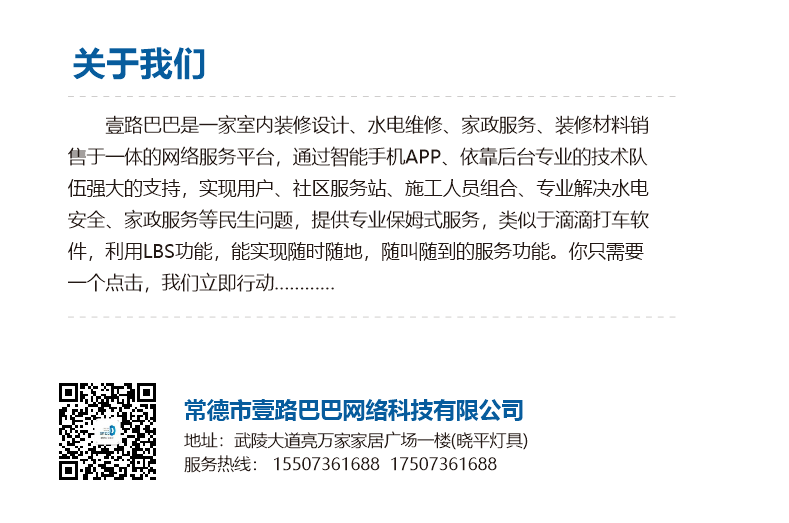 关于我们
壹路巴巴是一家室内装修设计、水电维修、家政服务、装修材料销
售于一体的网络服务平台，通过智能手机APP、依靠后台专业的技术队
伍强大的支持，实现用户、社区服务站、施工人员组合、专业解决水电
安全、家政服务等民生问题，提供专业保姆式服务，类似于滴滴打车软
件，利用LBS功能，能实现随时随地，随叫随到的服务功能。你只需要
一个点击，我们立即行动............
常德市壹路巴巴网络科技有限公司
地址：武陵大道亮万家家居广场一楼(晓平灯具)
服务热线： 15507361688 17507361688